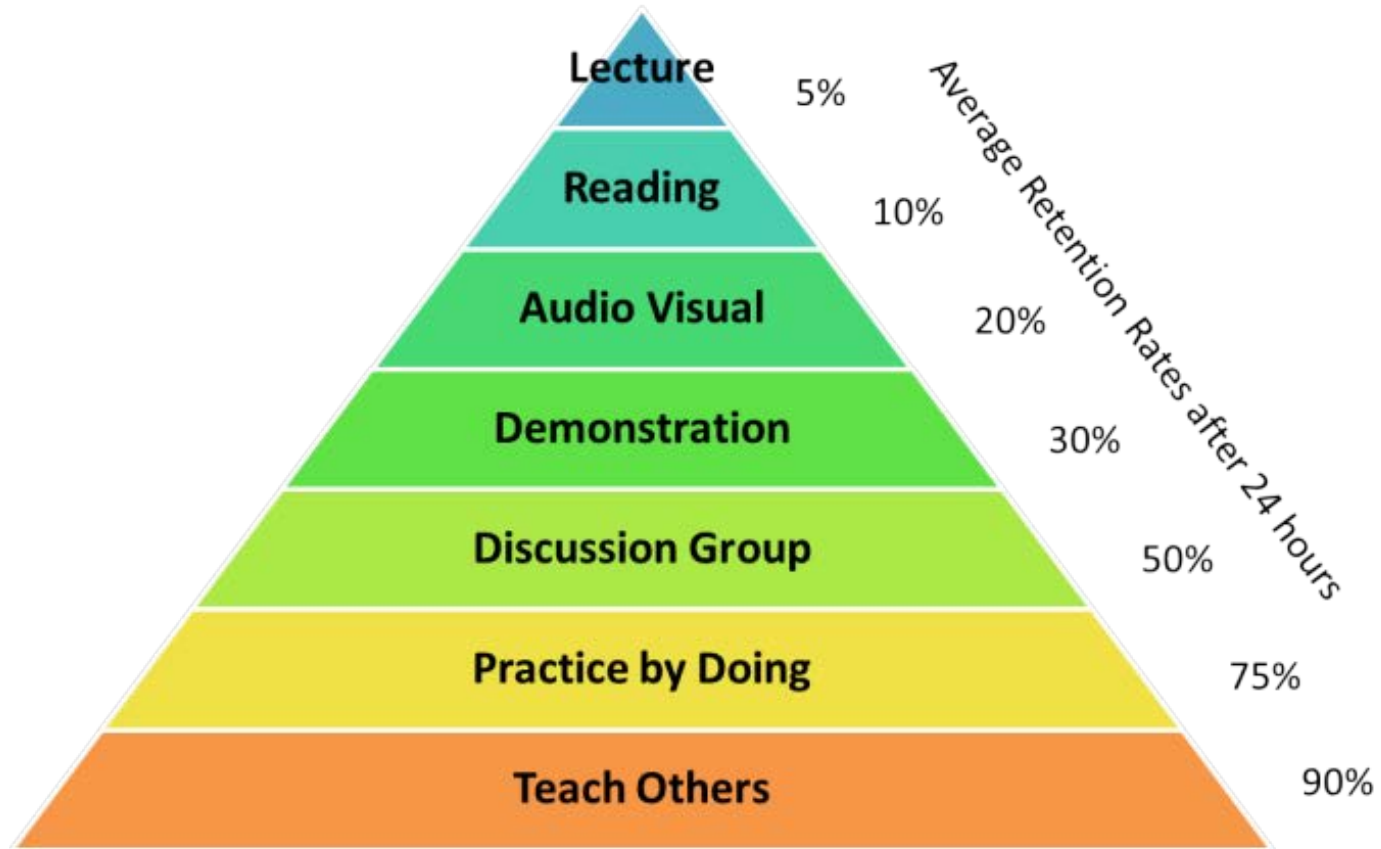 Lecture
5%
Reading
10%
Audio Visual
20%
Demonstration
30%
Discussion Group
50%
Practice by Doing
75%
Teach Others
90%
Average Retention Rates after 24 hours